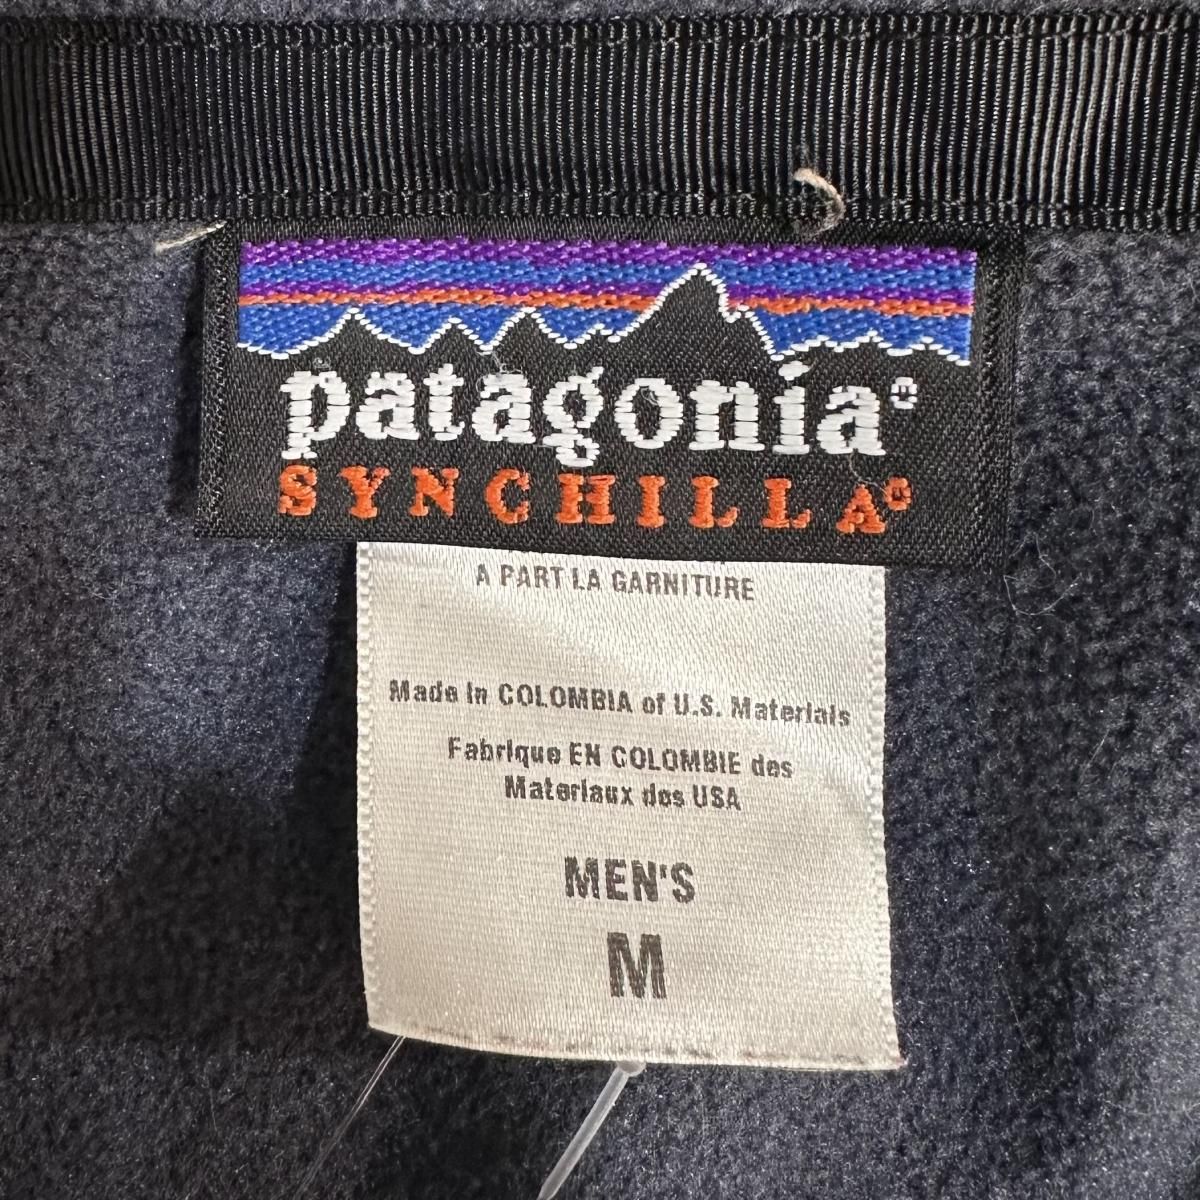 patagonia®
SYNCHILLA®
A PART LA GARNITURE
Made in COLOMBIA of U.S. Materials
Fabrique EN COLOMBIE des
Materiaux des USA
MEN'S
M